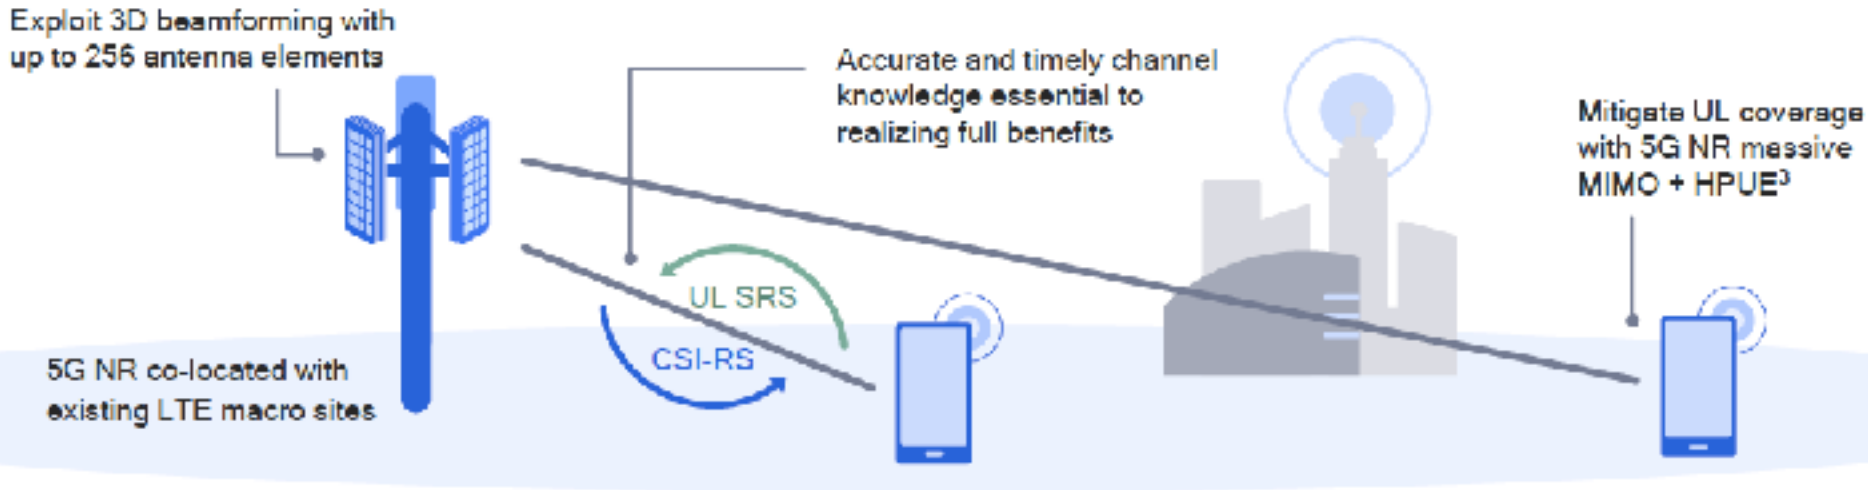 Exploit 3D beamforming with
up to 256 antenna elements
Accurate and timely channel
knowledge essential to
realizing full benefits
Mitigate UL coverage
with 5G NR massive
MIMO + HPUE³
UL SRS
CSI-RS
5G NR co-located with
existing LTE macro sites